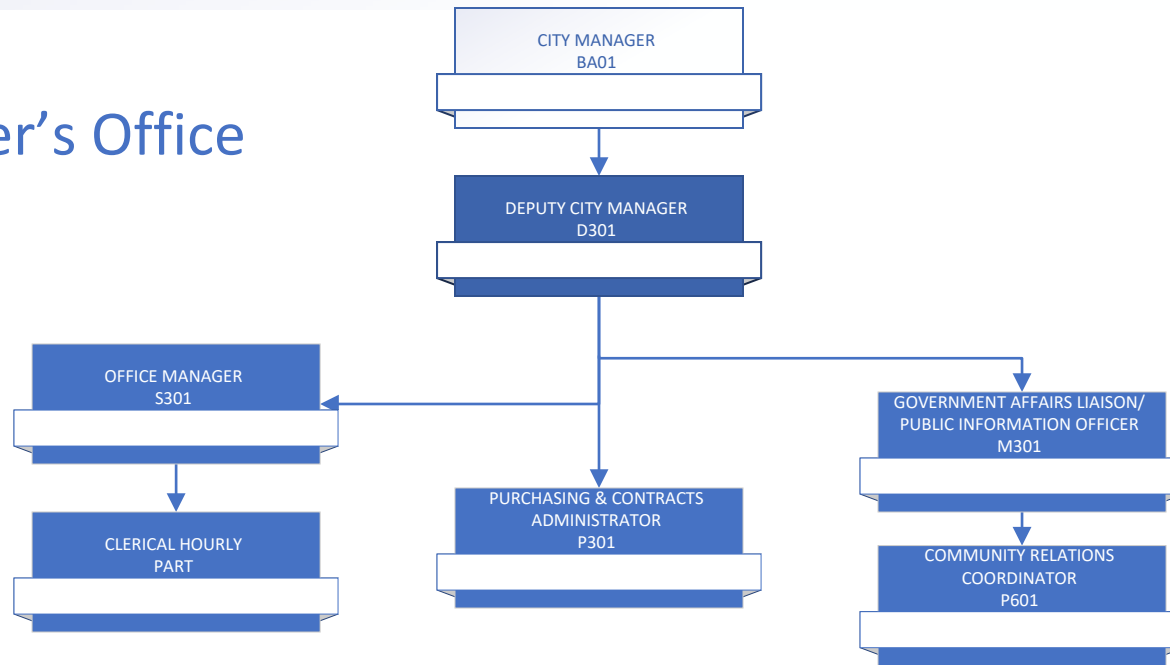 CITY MANAGER
BA01
er’s Office
DEPUTY CITY MANAGER
D301
OFFICE MANAGER
S301
GOVERNMENT AFFAIRS LIAISON/
PUBLIC INFORMATION OFFICER
M301
CLERICAL HOURLY
PART
PURCHASING & CONTRACTS
ADMINISTRATOR
P301
COMMUNITY RELATIONS
COORDINATOR
P601